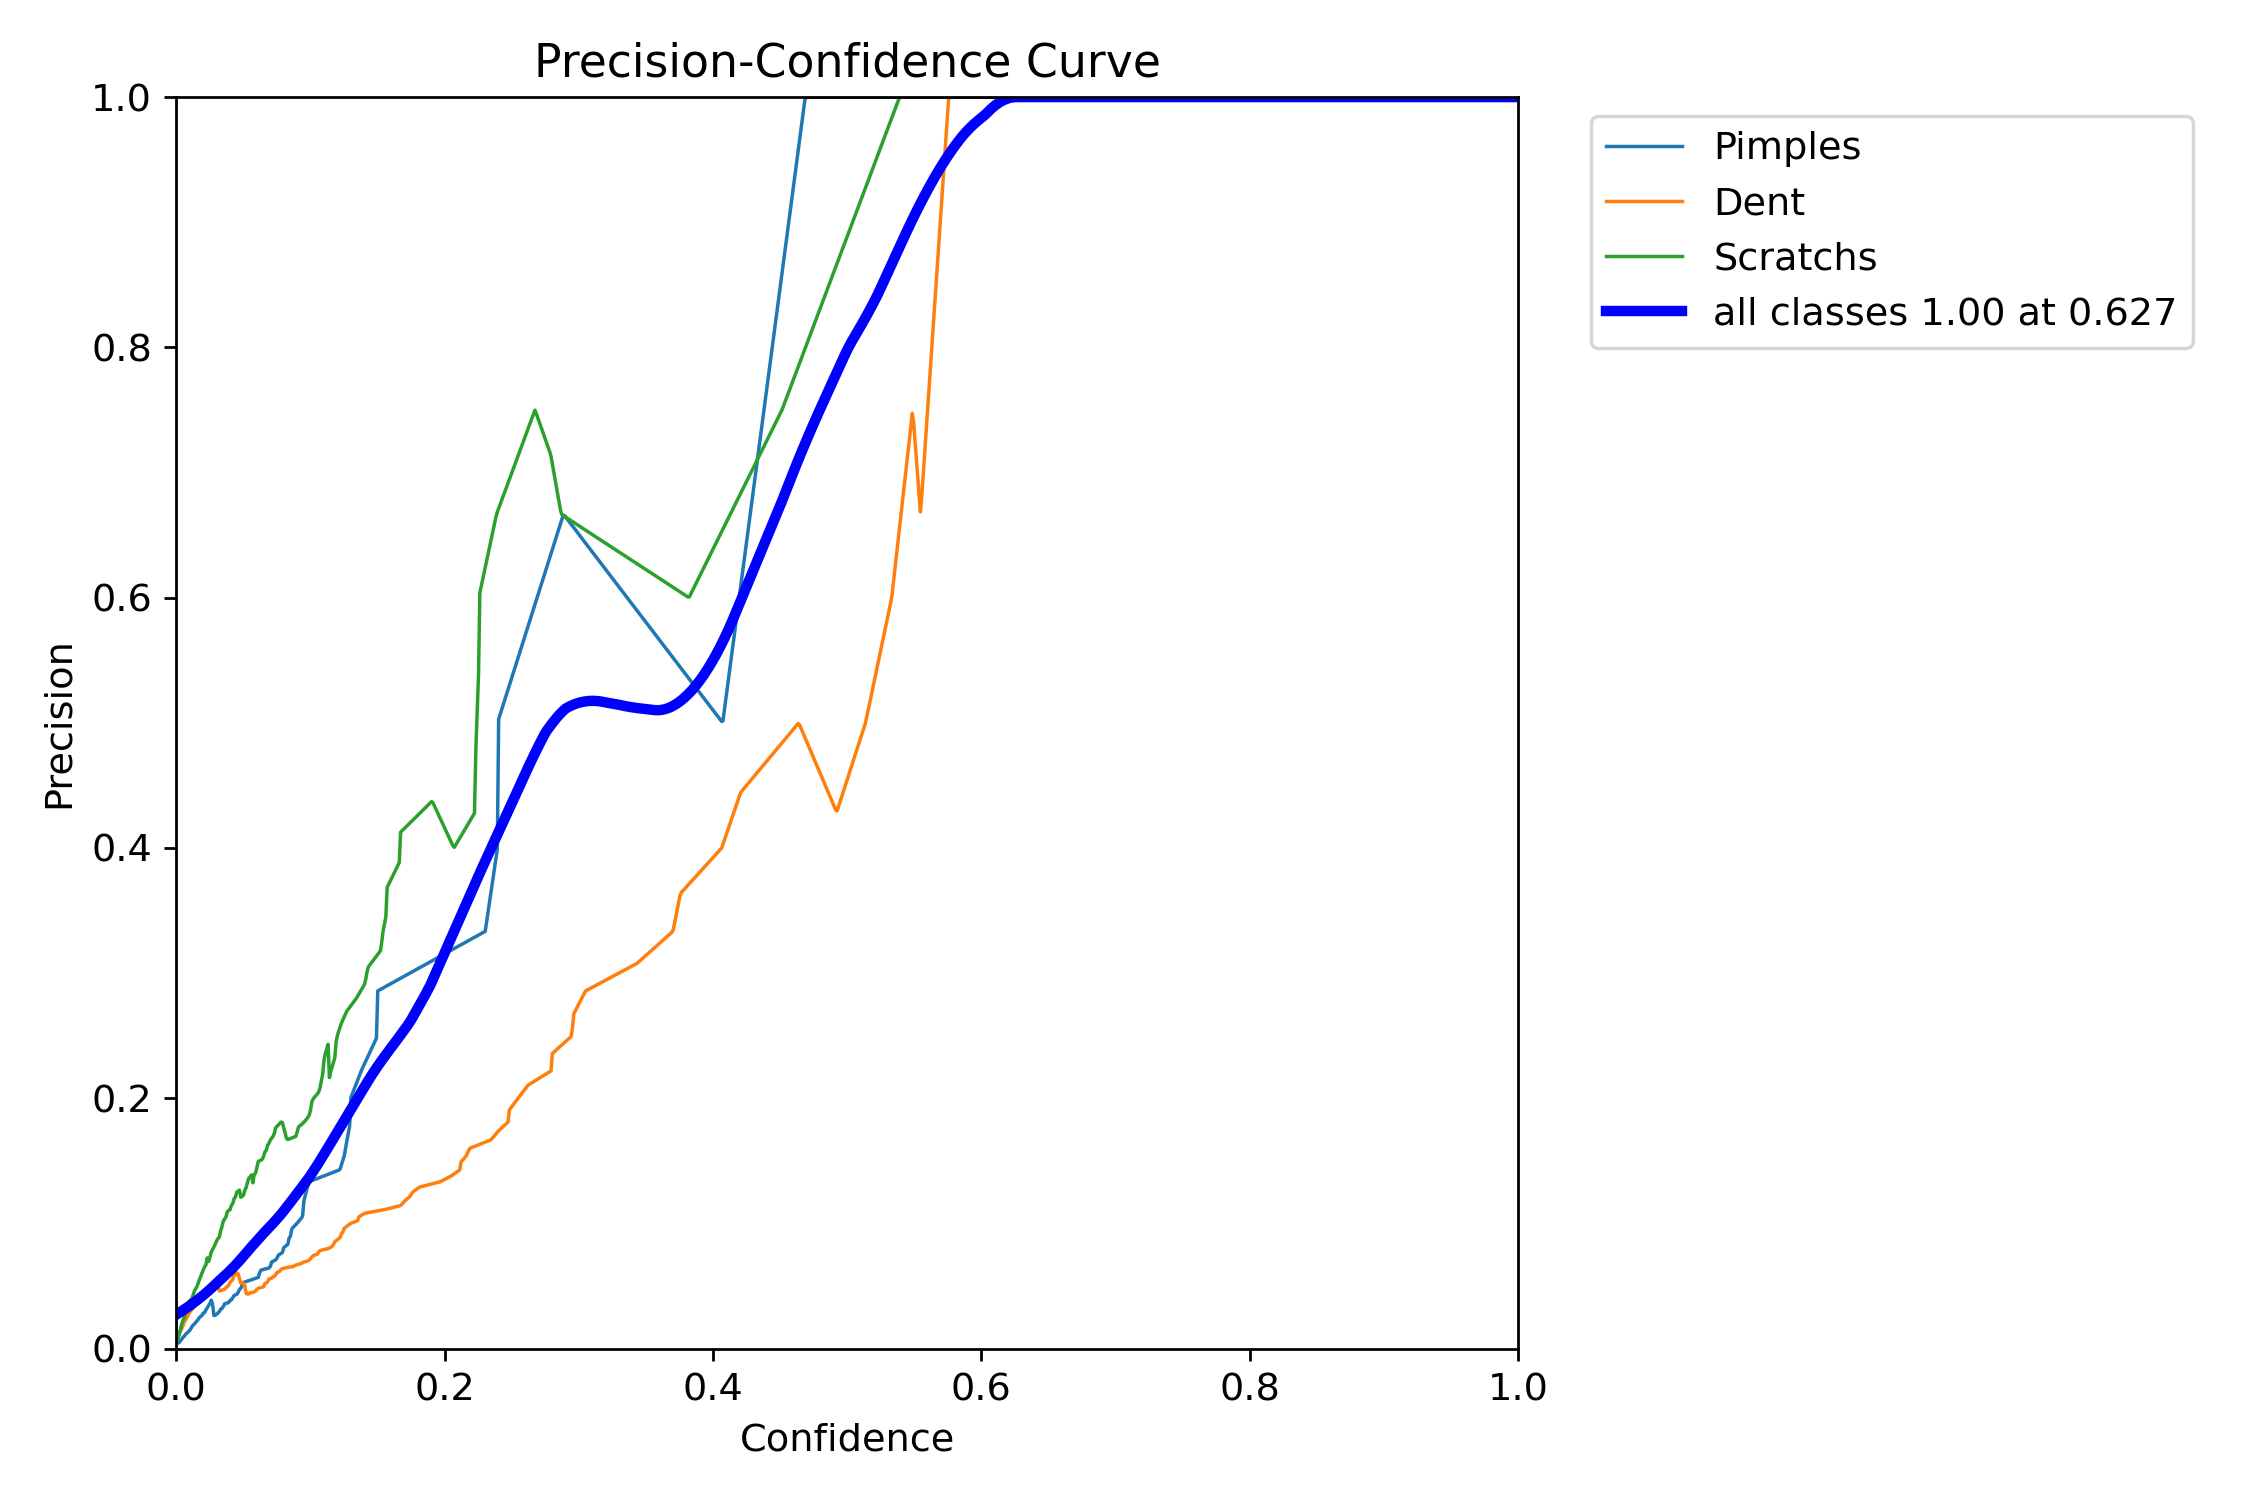 Precision-Confidence Curve
Pimples
Dent
Scratchs
all classes 1.00 at 0.627
Precision
1.0
0.8
0.6
0.4
0.2
0.0
0.0 0.2 0.4 0.6 0.8 1.0
Confidence